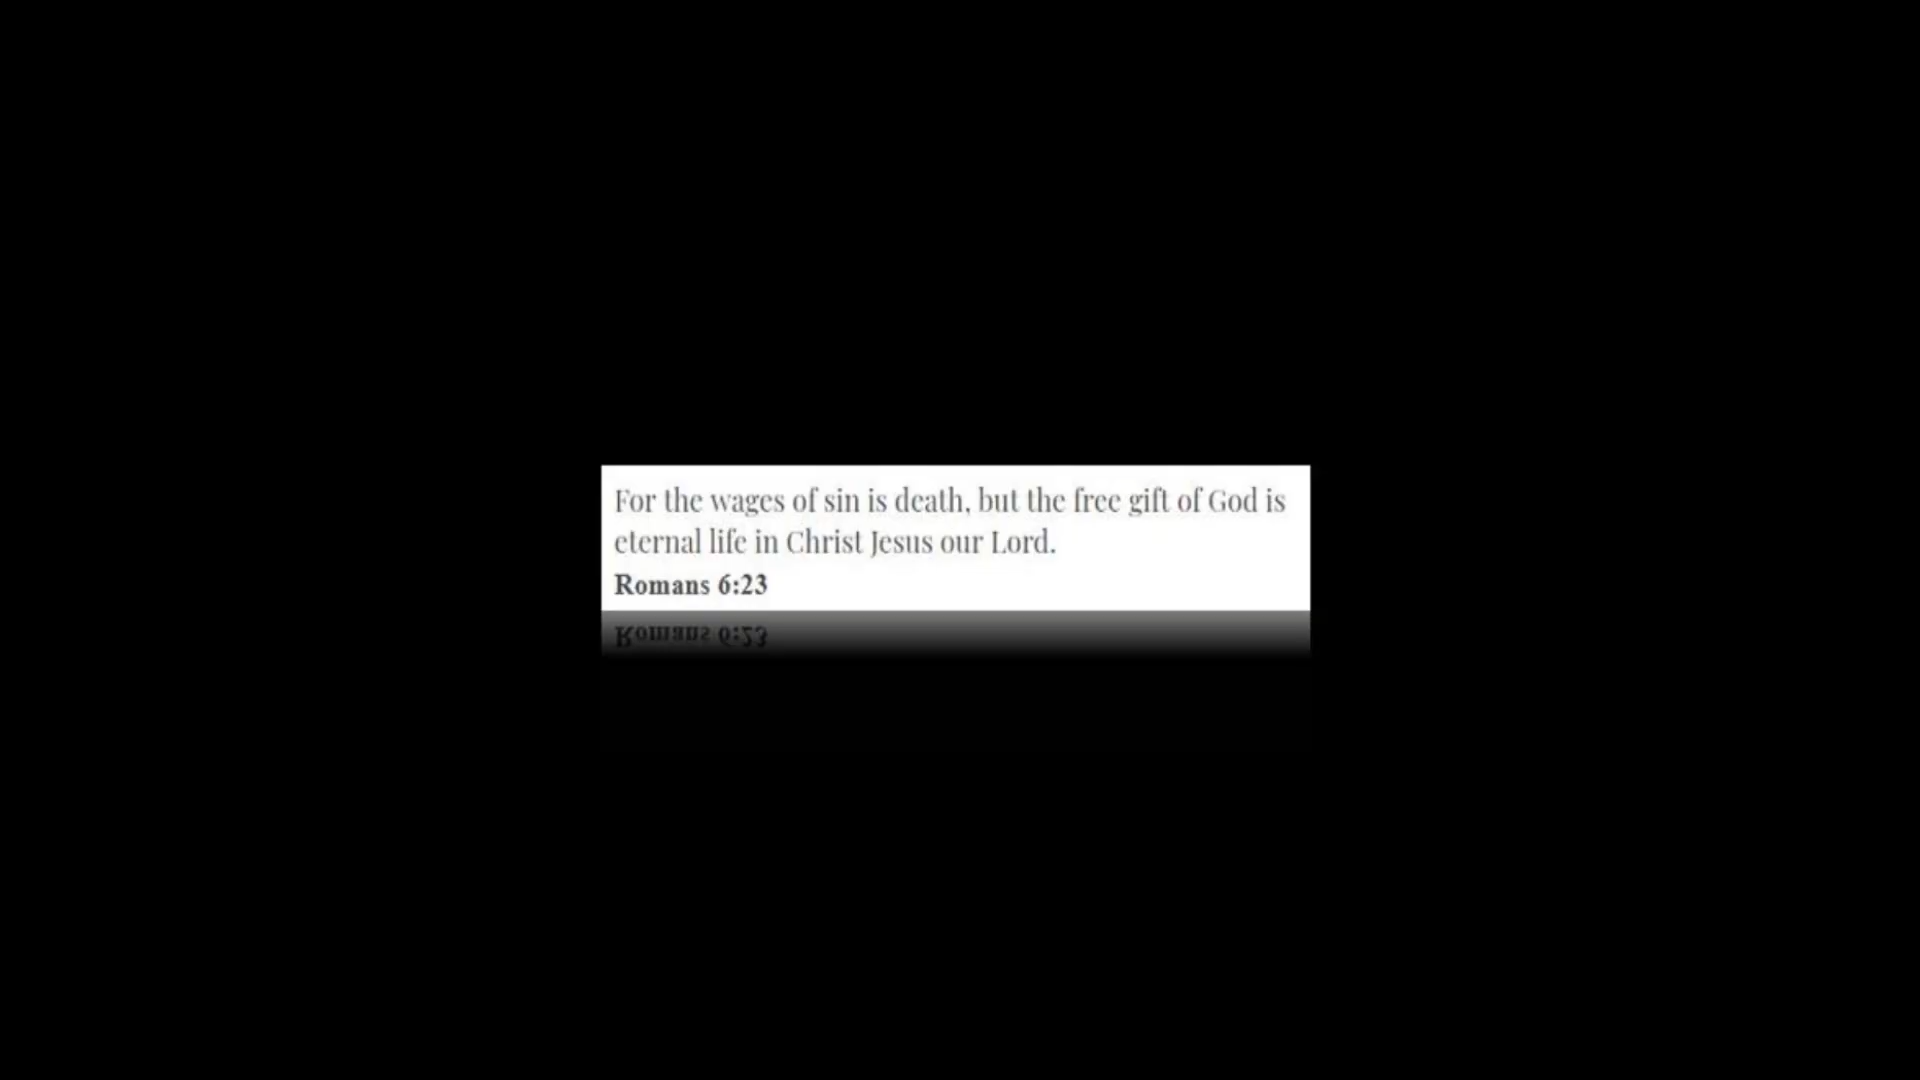 For the wages of sin is death, but the free gift of God is
eternal life in Christ Jesus our Lord.
Romans 6:23